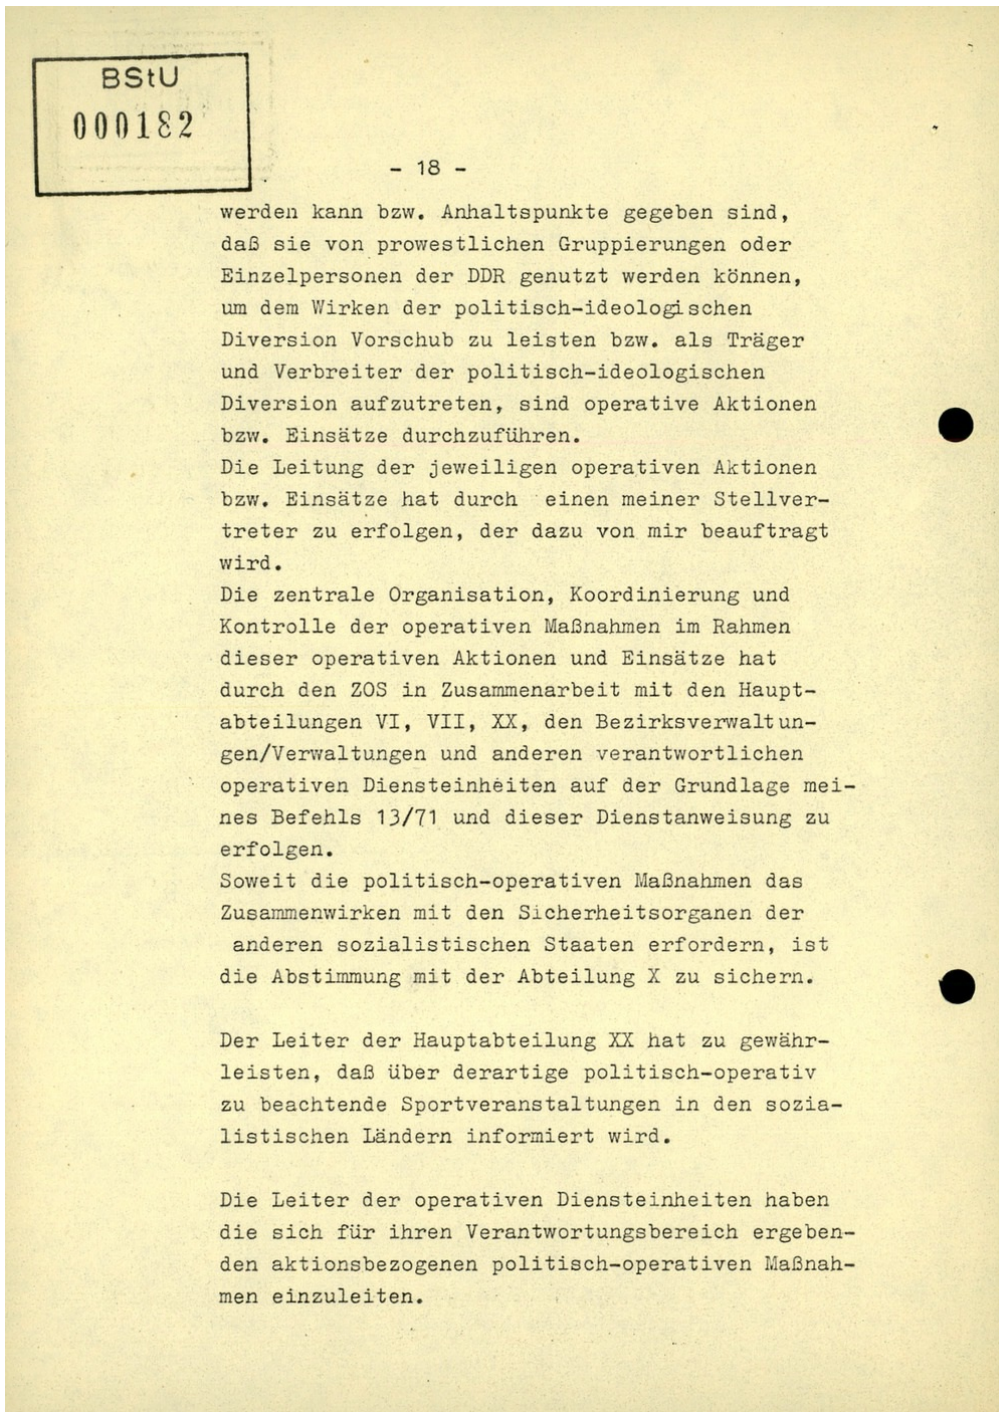 BStU
000182
- 18 -
werden kann bzw. Anhaltspunkte gegeben sind,
daß sie von prowestlichen Gruppierungen oder
Einzelpersonen der DDR genutzt werden können,
um dem Wirken der politisch-ideologischen
Diversion Vorschub zu leisten bzw. als Träger
und Verbreiter der politisch-ideologischen
Diversion aufzutreten, sind operative Aktionen
bzw. Einsätze durchzuführen.
Die Leitung der jeweiligen operativen Aktionen
bzw. Einsätze hat durch einen meiner Stellver-
treter zu erfolgen, der dazu von mir beauftragt
wird.
Die zentrale Organisation, Koordinierung und
Kontrolle der operativen Maßnahmen im Rahmen
dieser operativen Aktionen und Einsätze hat
durch den ZOS in Zusammenarbeit mit den Haupt-
abteilungen VI, VII, XX, den Bezirksverwaltun-
gen/Verwaltungen und anderen verantwortlichen
operativen Diensteinheiten auf der Grundlage mei-
nes Befehls 13/71 und dieser Dienstanweisung zu
erfolgen.
Soweit die politisch-operativen Maßnahmen das
Zusammenwirken mit den Sicherheitsorganen der
anderen sozialistischen Staaten erfordern, ist
die Abstimmung mit der Abteilung X zu sichern.
Der Leiter der Hauptabteilung XX hat zu gewähr-
leisten, daß über derartige politisch-operativ
zu beachtende Sportveranstaltungen in den sozia-
listischen Ländern informiert wird.
Die Leiter der operativen Diensteinheiten haben
die sich für ihren Verantwortungsbereich ergeben-
den aktionsbezogenen politisch-operativen Maßnah-
men einzuleiten.